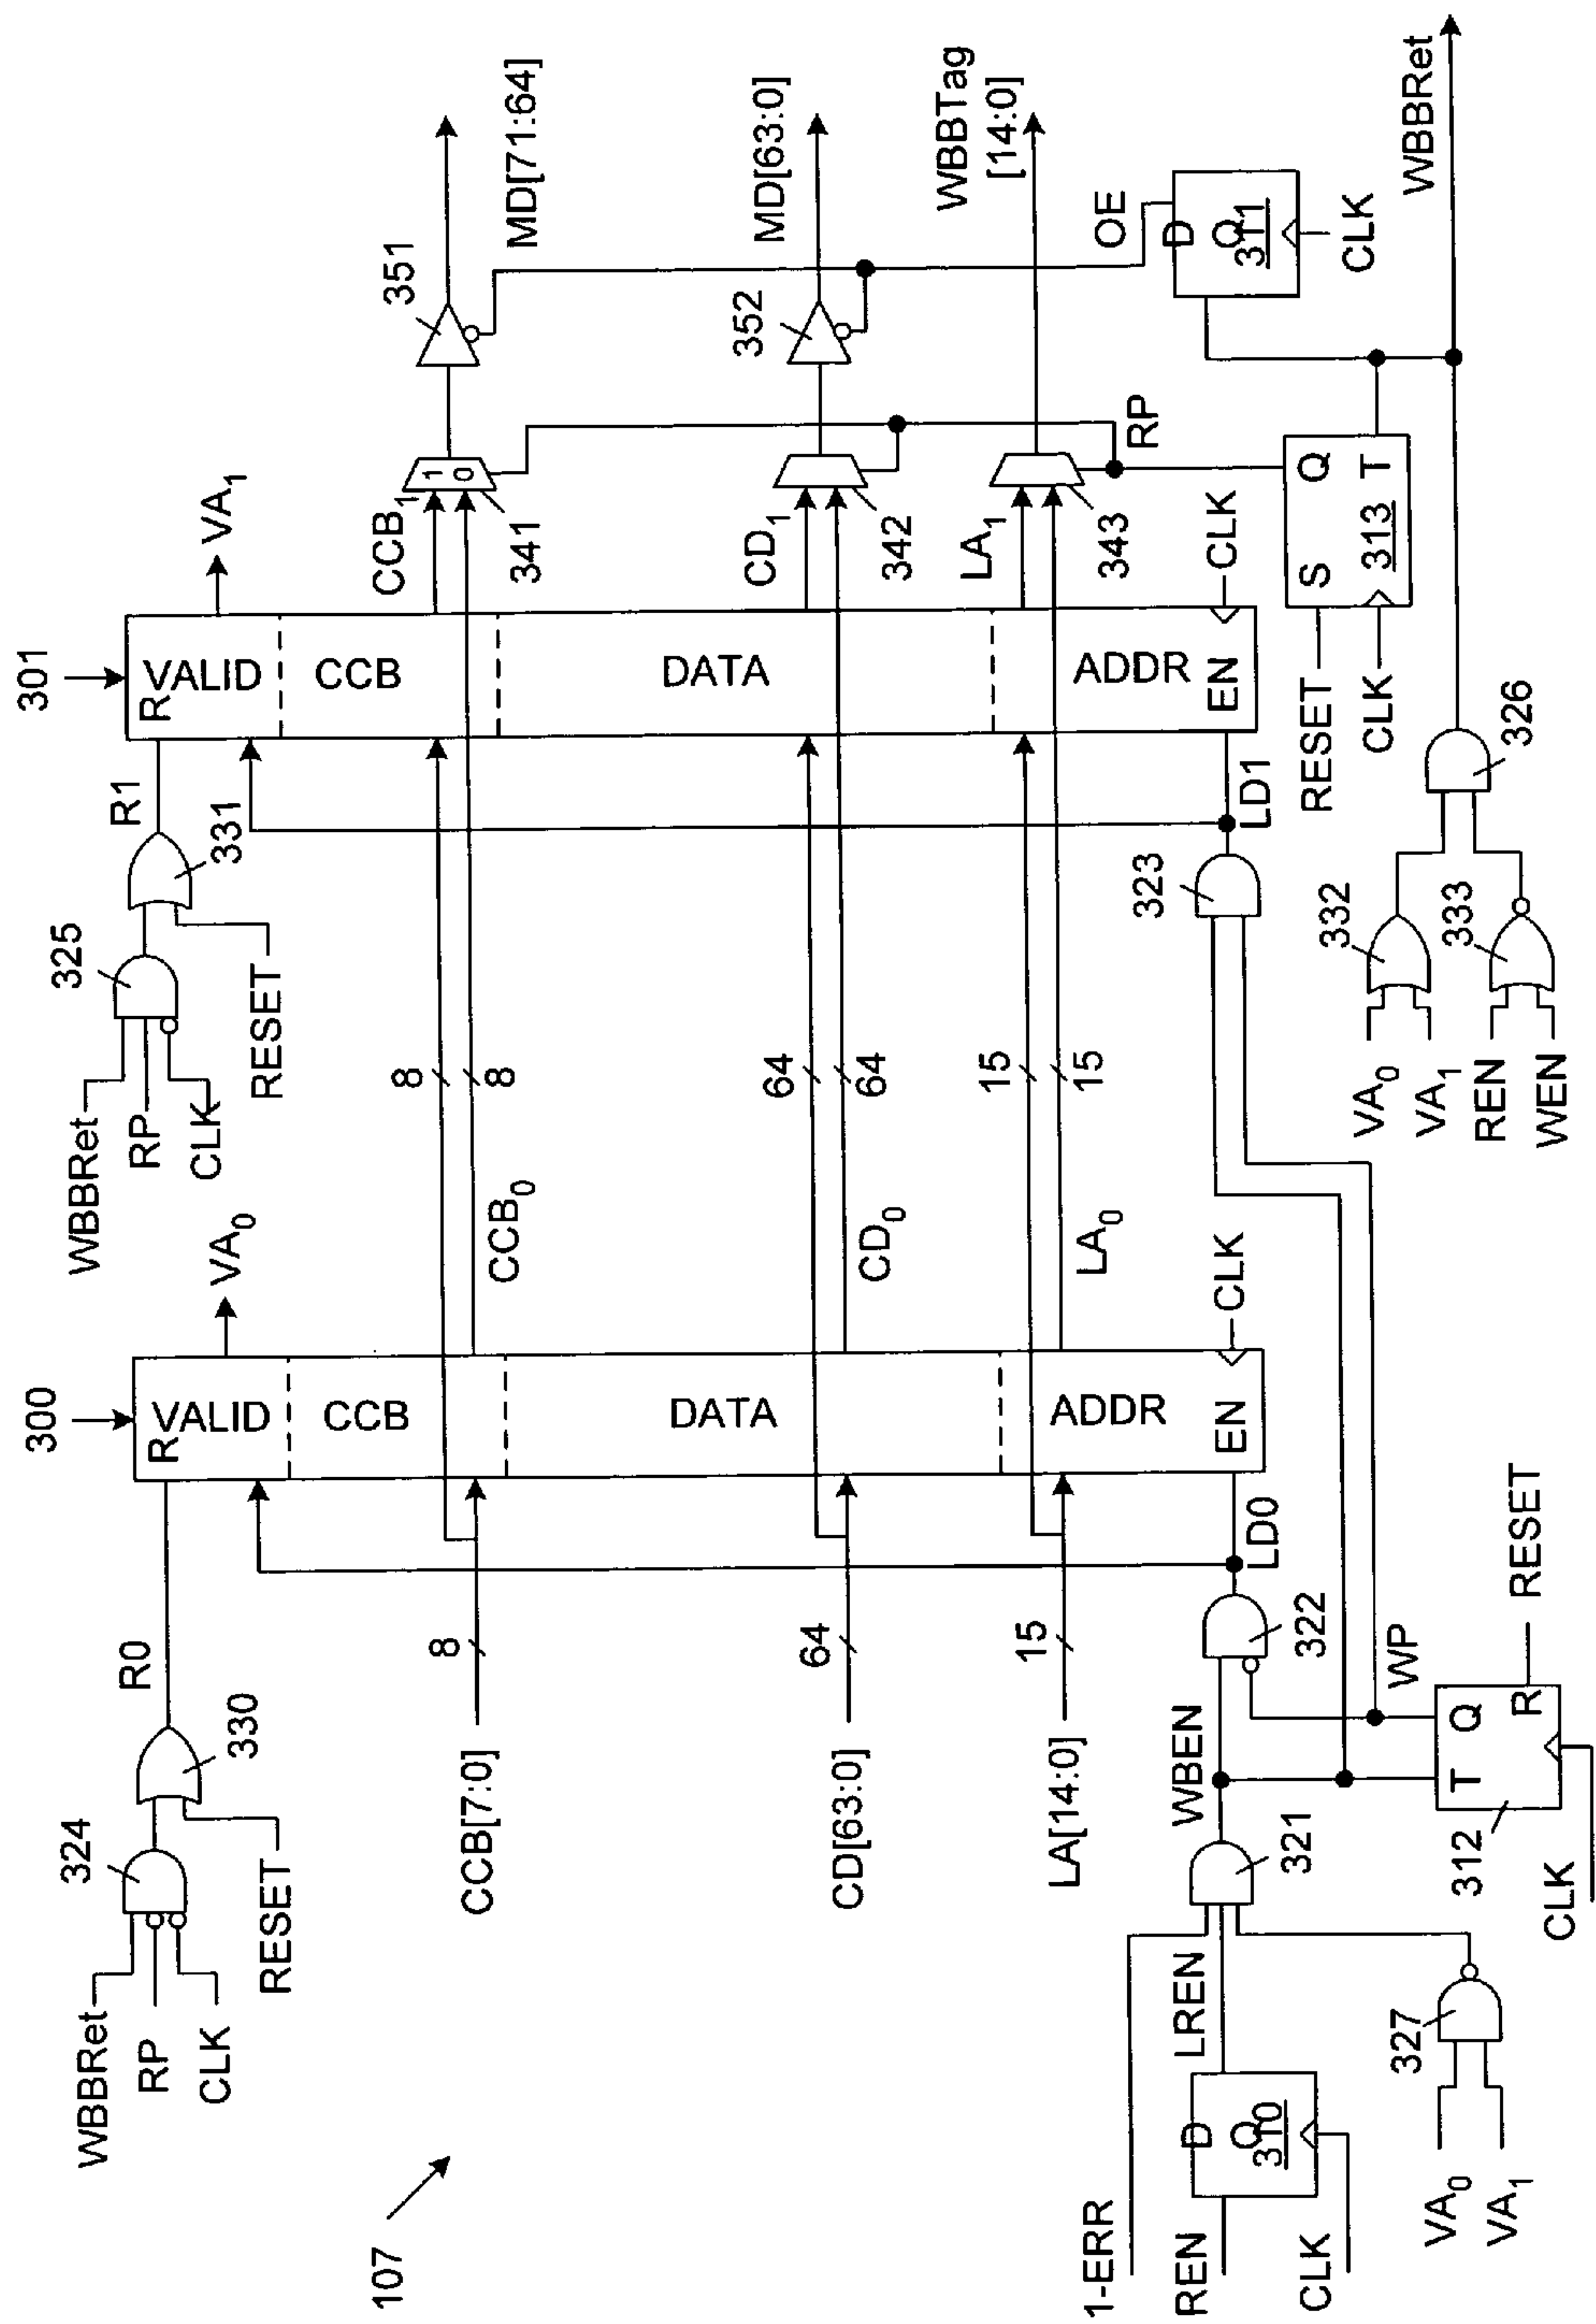 107
300
301
VA0
VA1
R0
R1
R
VALID
CCB
DATA
ADDR
EN
R
VALID
CCB
DATA
ADDR
EN
WBBRet
RP
CLK
324
330
RESET
WBBRet
RP
CLK
325
331
RESET
CCB[7:0]
8
8
8
CCB0
CCB1
1
0
341
351
MD[71:64]
CD[63:0]
64
64
64
CD0
CD1
342
352
MD[63:0]
LA[14:0]
15
15
15
LA0
LA1
343
WBBTag
[14:0]
CLK
CLK
LD0
LD1
1-ERR
LREN
WBEN
321
322
323
REN
D
Q
310
CLK
VA0
VA1
327
WP
T
Q
R
312
CLK
RESET
RP
OE
D
Q
311
CLK
S
Q
T
313
RESET
CLK
VA0
VA1
REN
WEN
332
333
326
WBBRet